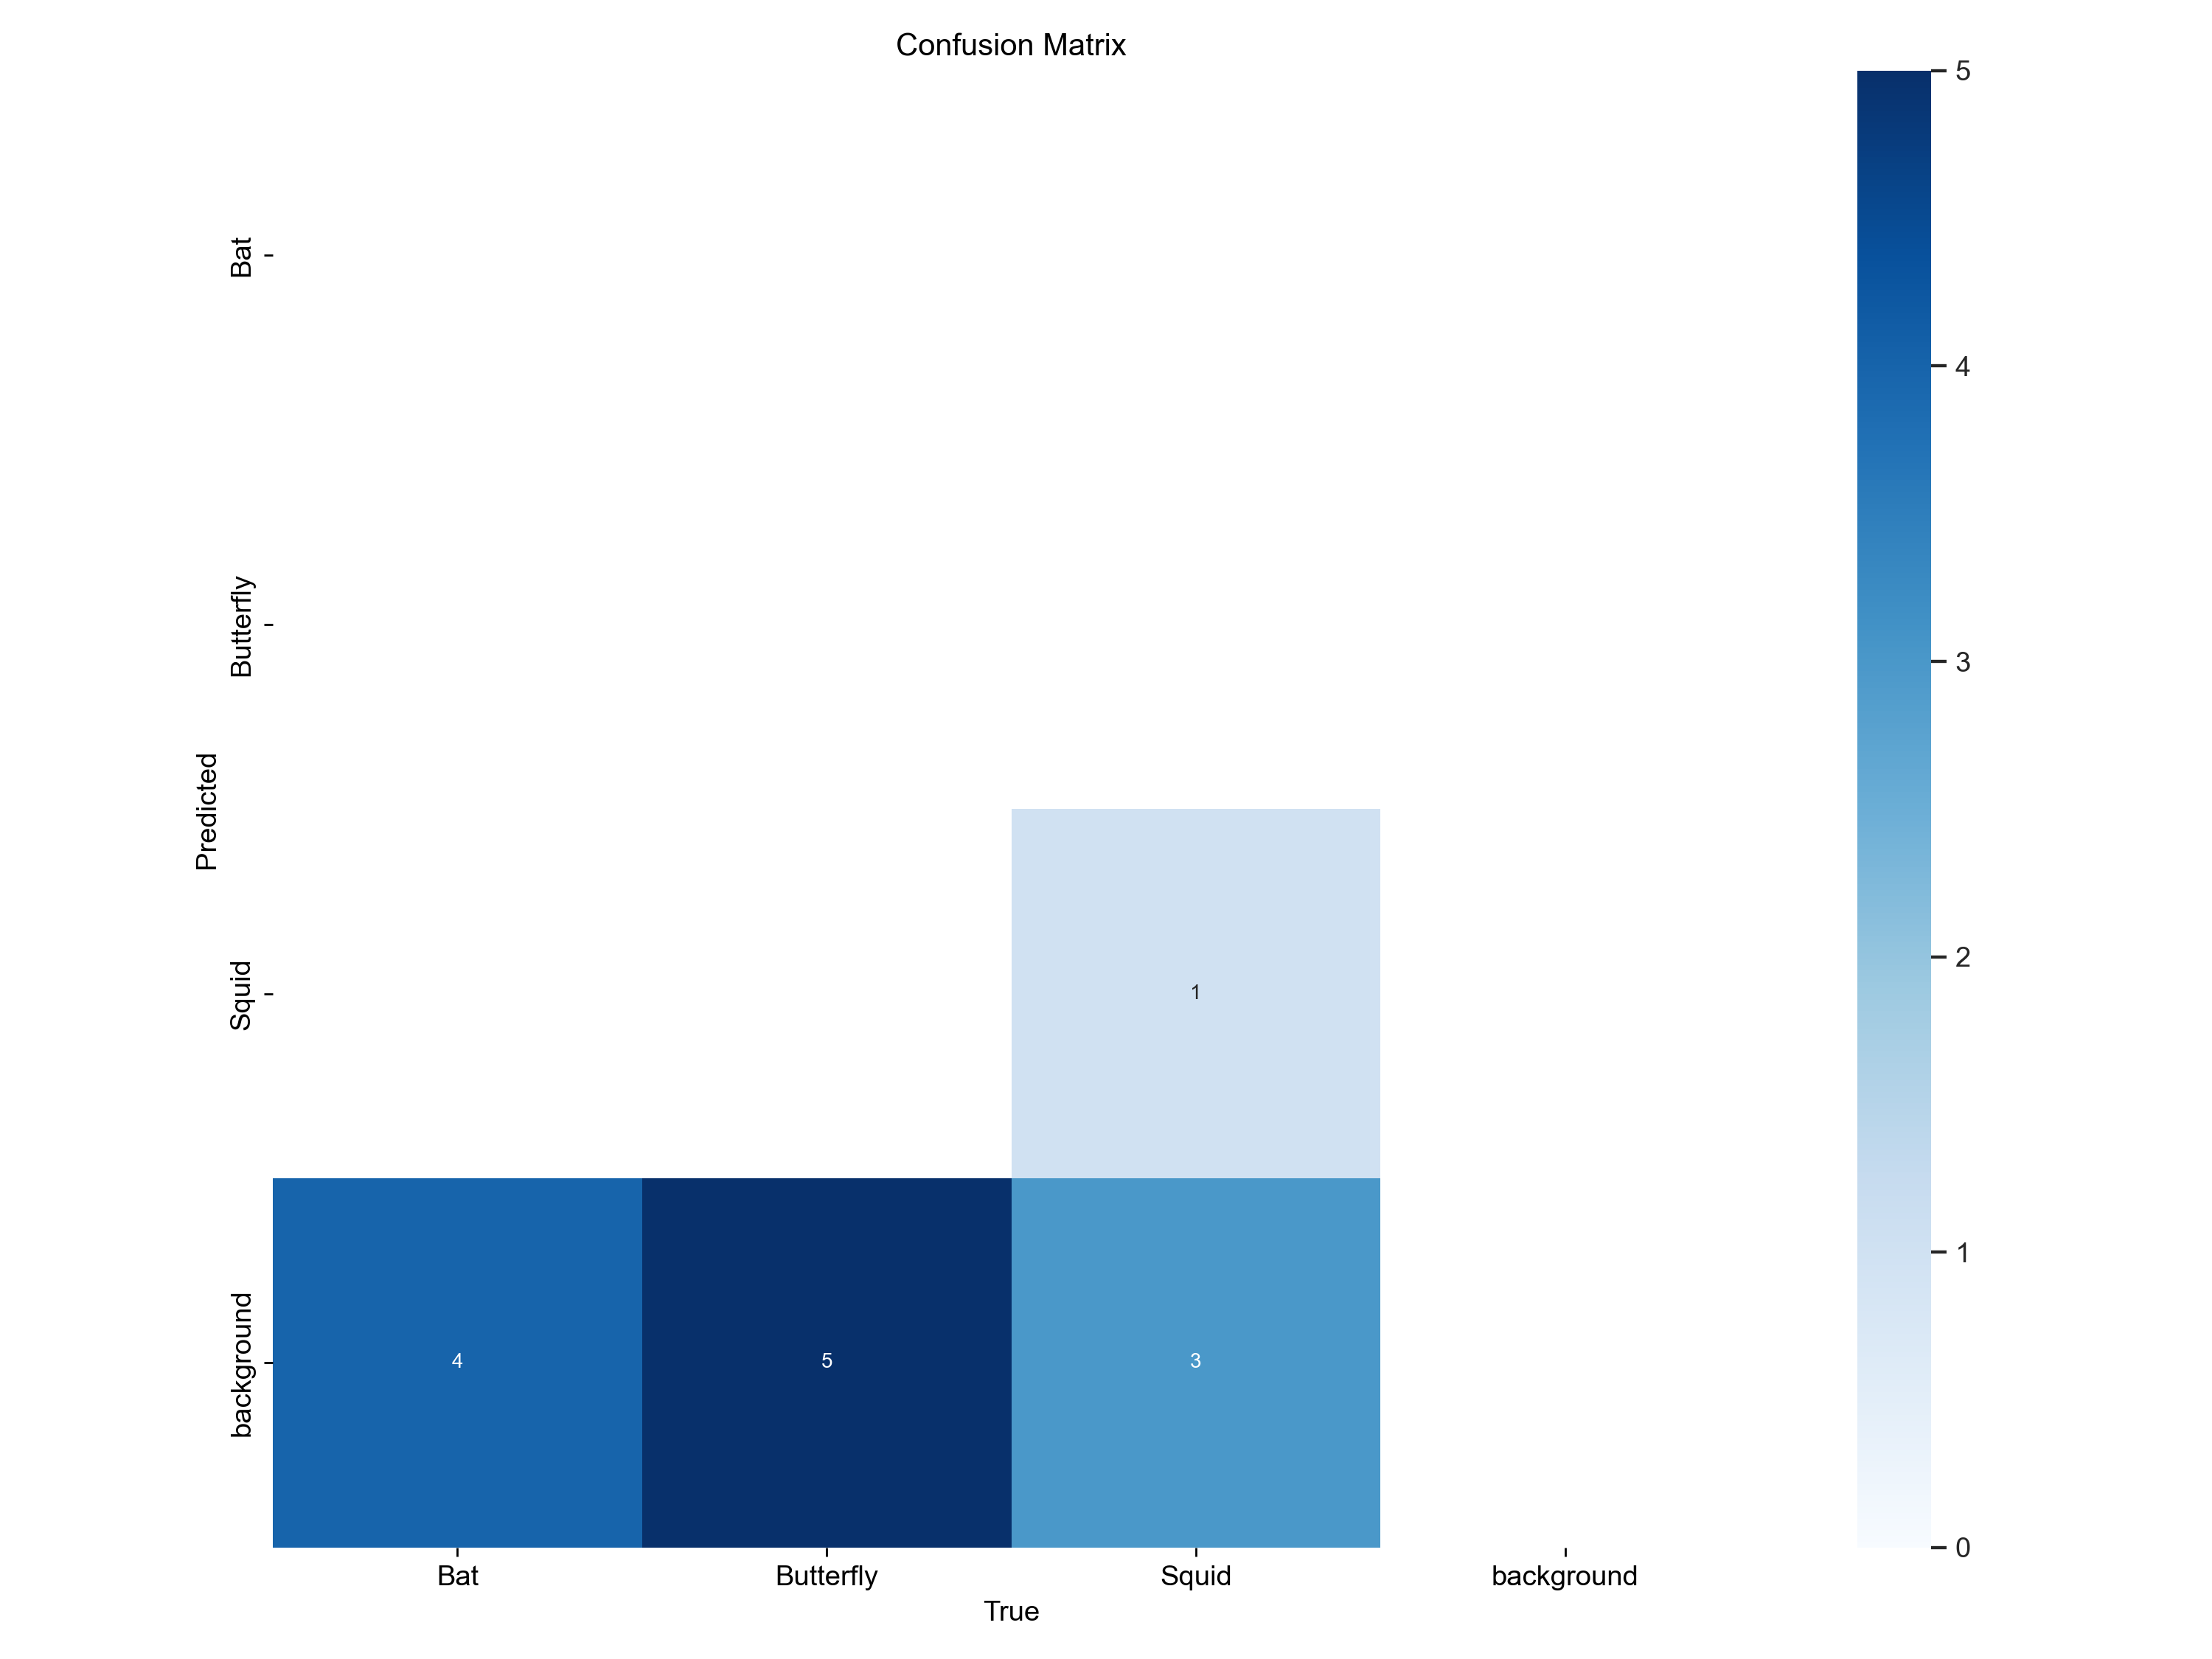 Confusion Matrix
5
4
3
2
1
0
Bat
Butterfly
Squid
background
Predicted
1
4 5 3
Bat Butterfly Squid background
True